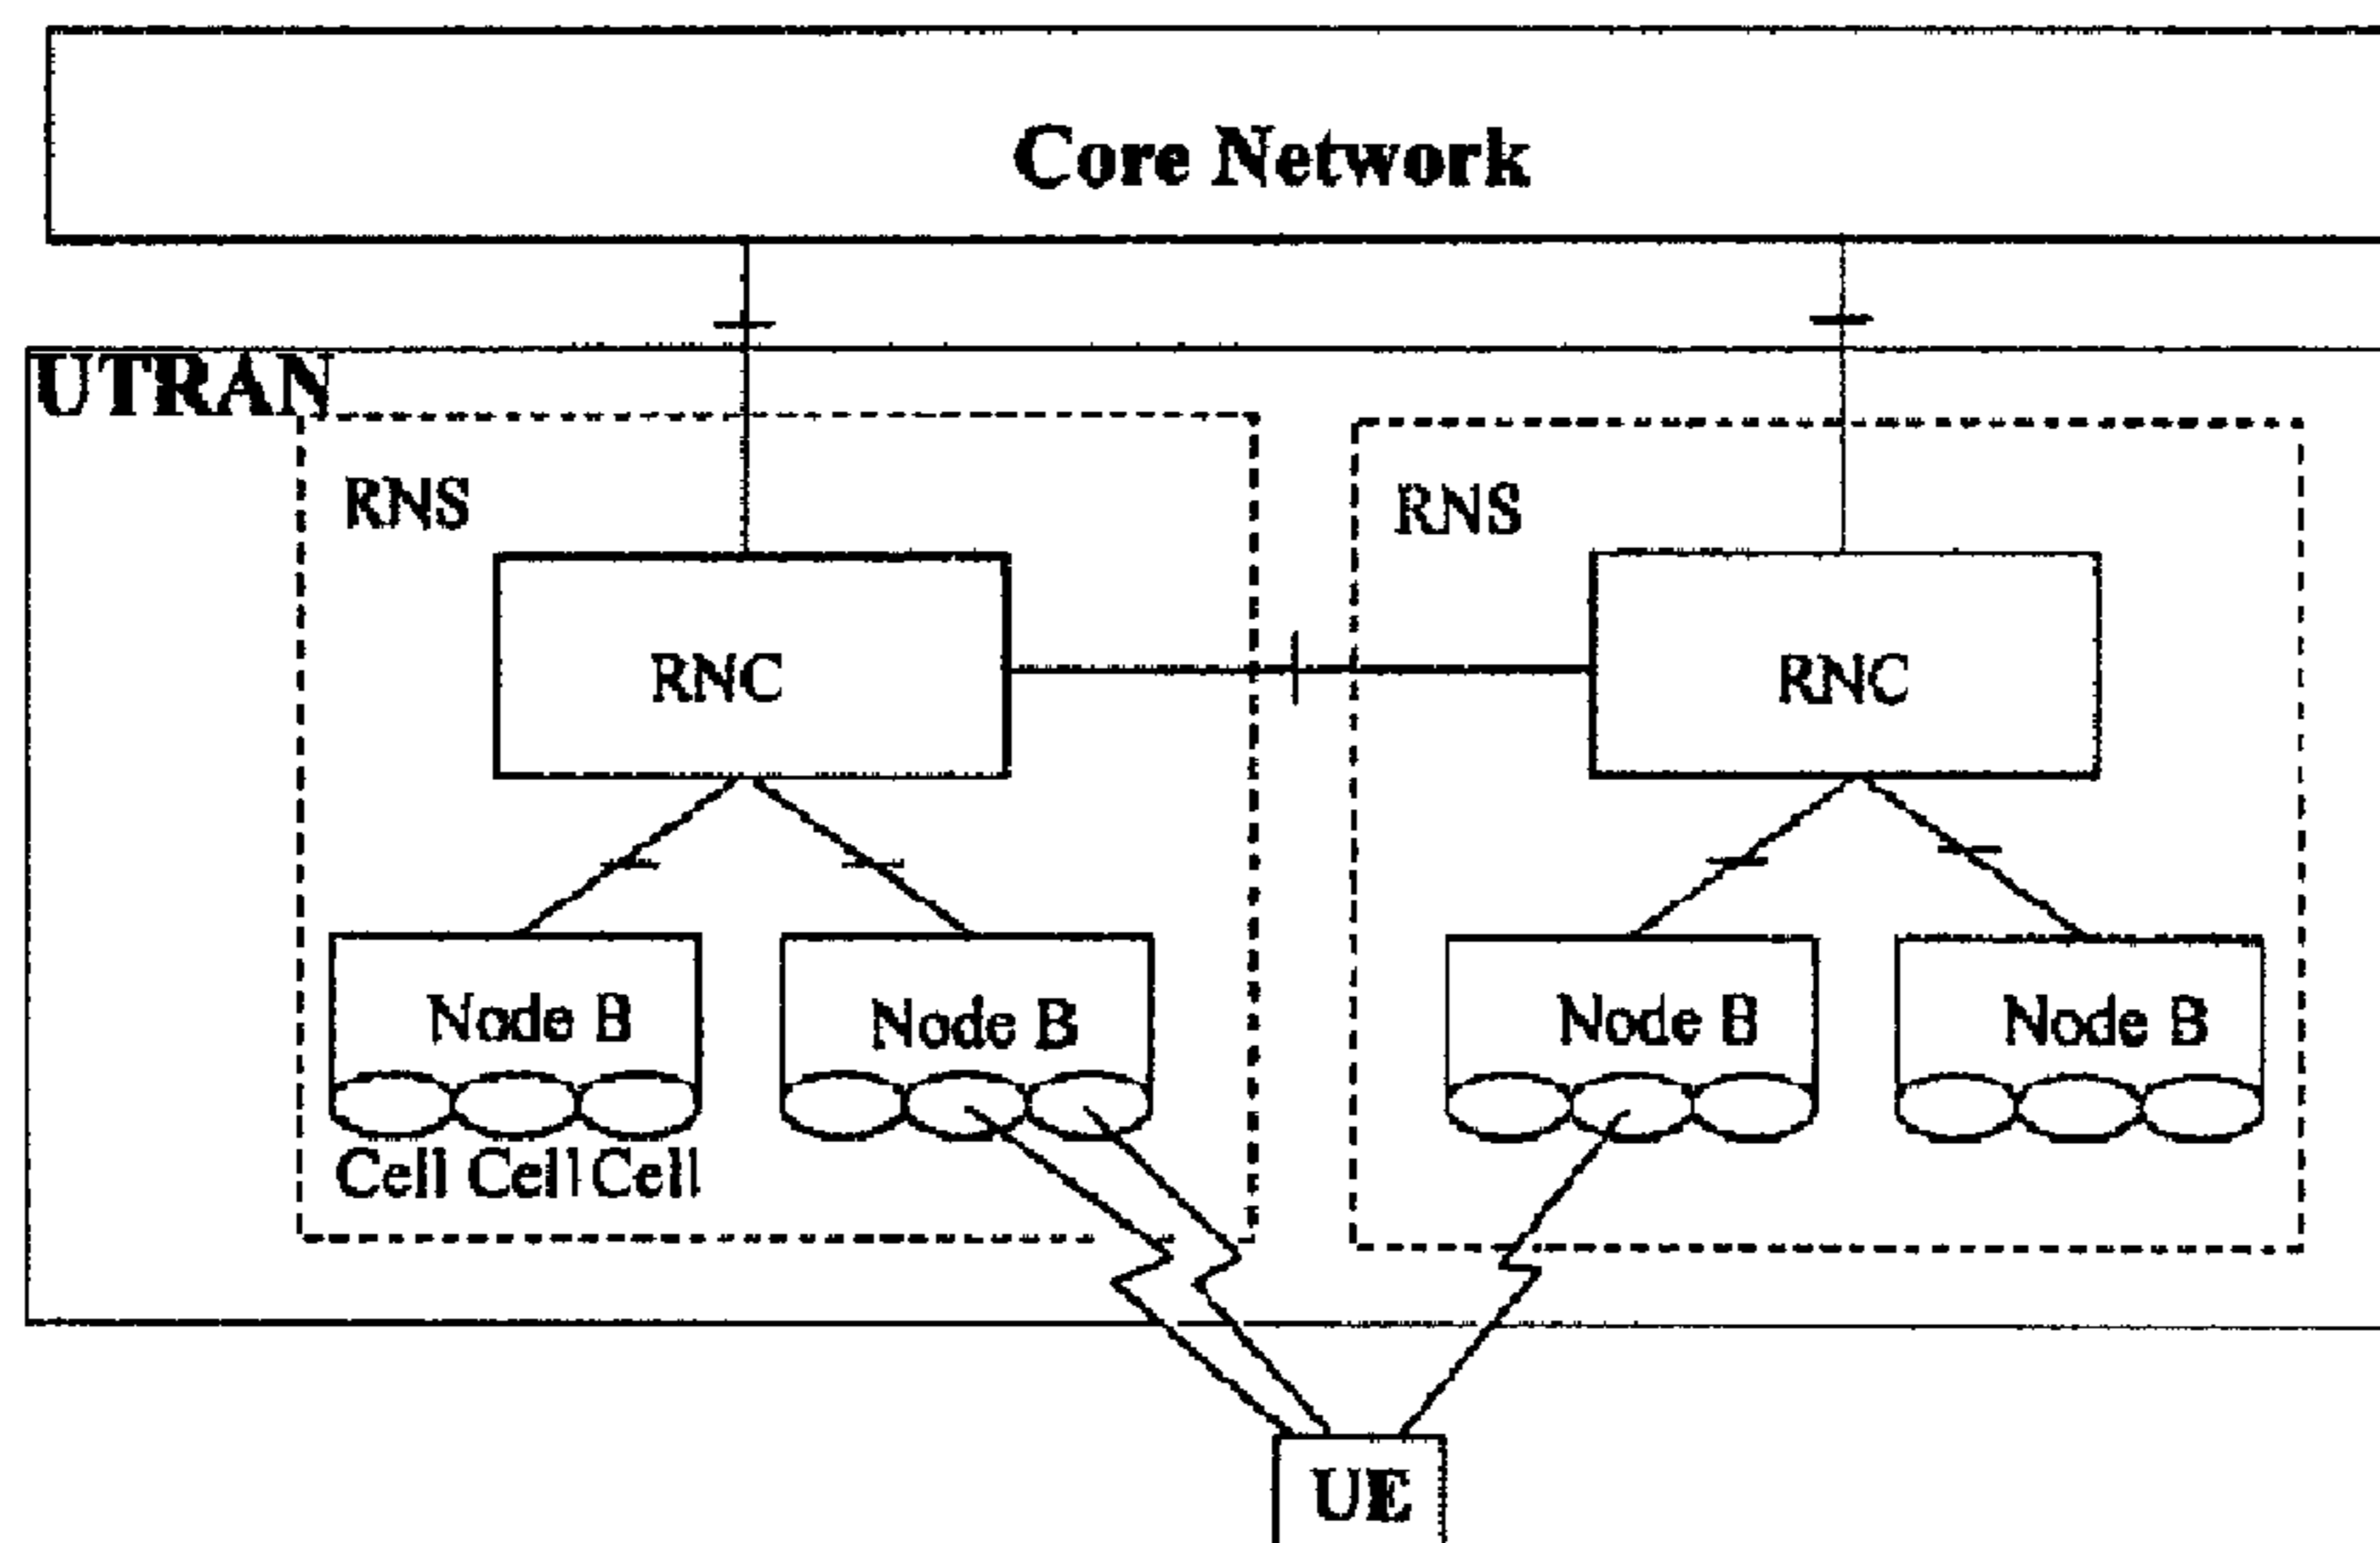 Core Network
UTRAN
RNS
RNS
RNC
RNC
Node B
Node B
Node B
Node B
Cell Cell Cell
UE